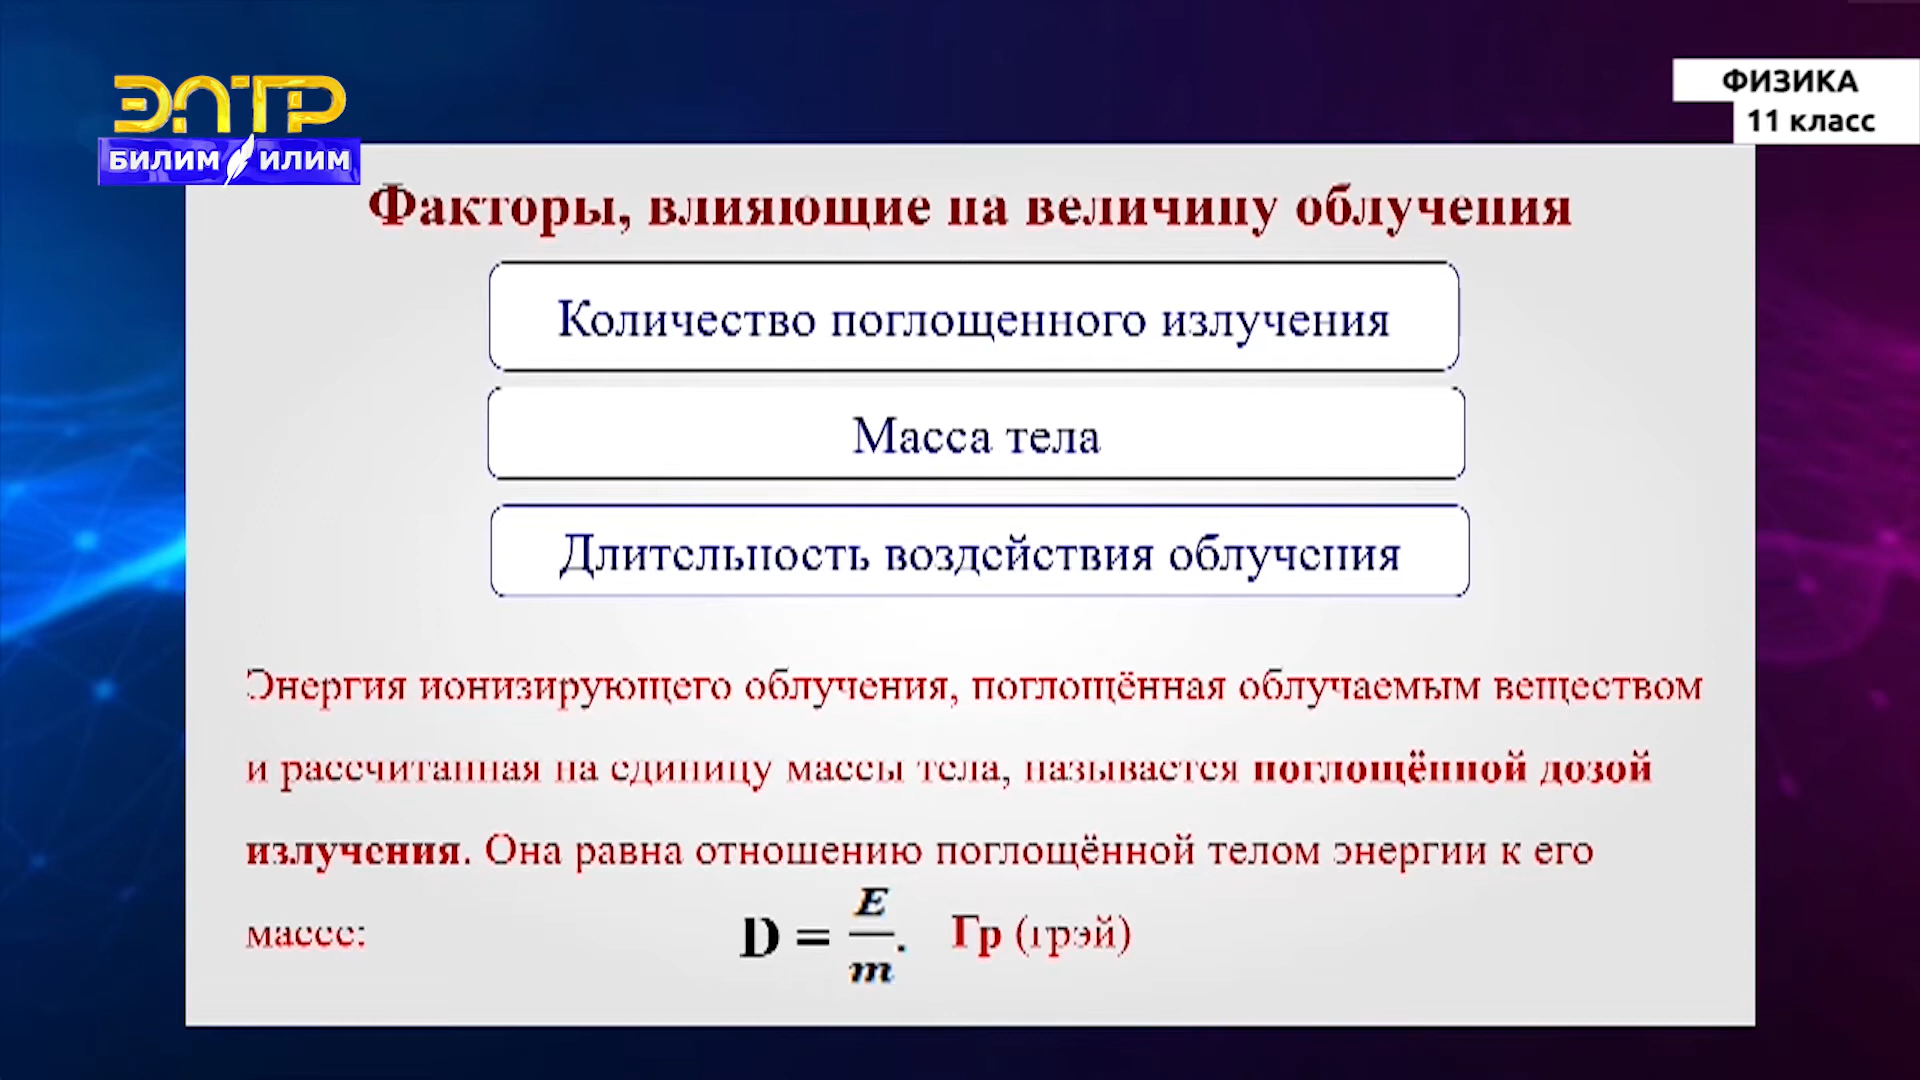 ЭЛТР
БИЛИМ ИЛИМ
ФИЗИКА
11 класс
Факторы, влияющие на величину облучения
Количество поглощенного излучения
Масса тела
Длительность воздействия облучения
Энергия ионизирующего облучения, поглощённая облучаемым веществом
и рассчитанная на единицу массы тела, называется поглощённой дозой
излучения. Она равна отношению поглощённой телом энергии к его
массе: D = E/m. Гр (грэй)